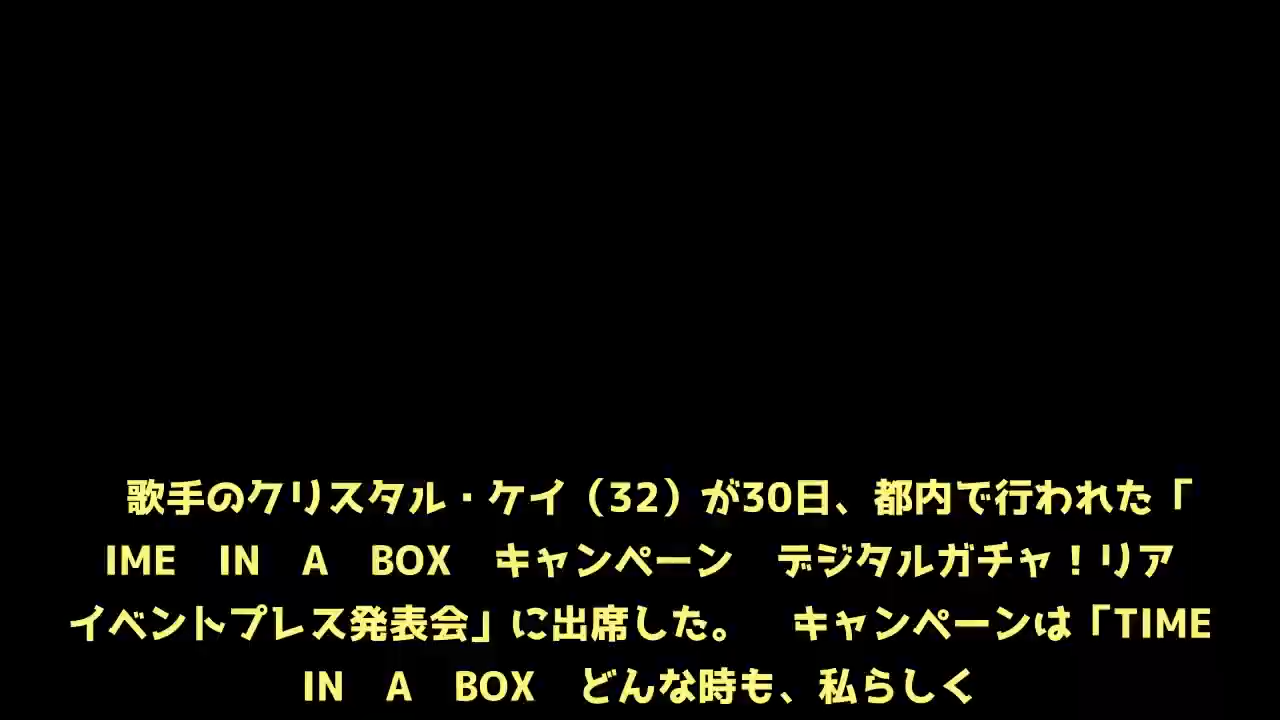 歌手のクリスタル・ケイ（32）が30日、都内で行われた「
IME　IN　A　BOX　キャンペーン　デジタルガチャ！リア
イベントプレス発表会」に出席した。　キャンペーンは「TIME
IN　A　BOX　どんな時も、私らしく